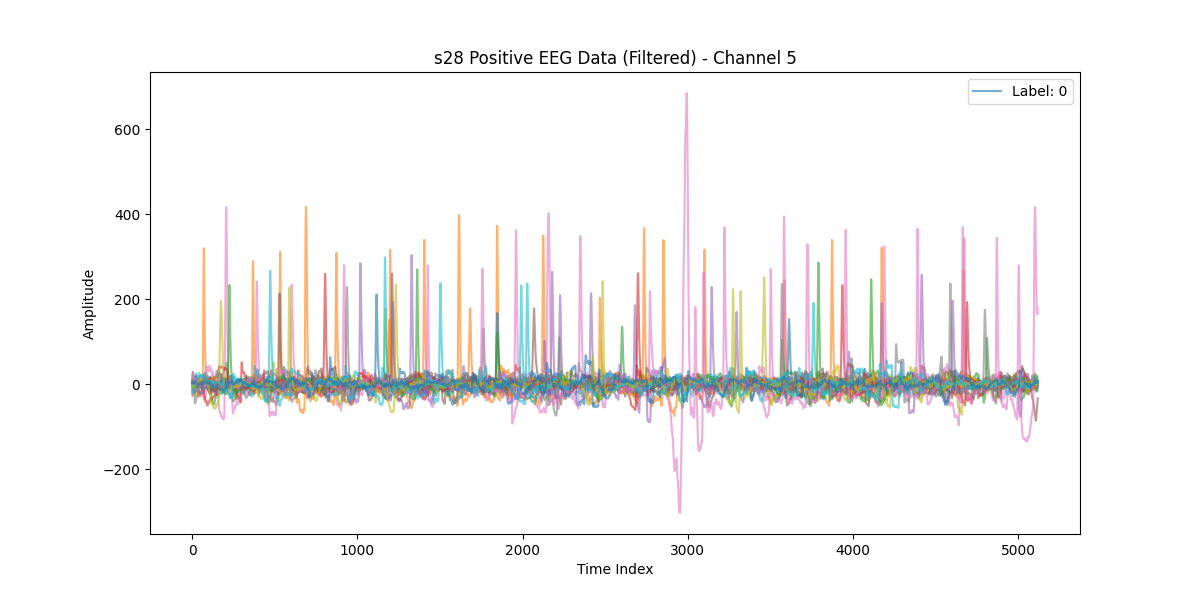 s28 Positive EEG Data (Filtered) - Channel 5
Label: 0
Amplitude
600
400
200
0
−200
0 1000 2000 3000 4000 5000
Time Index